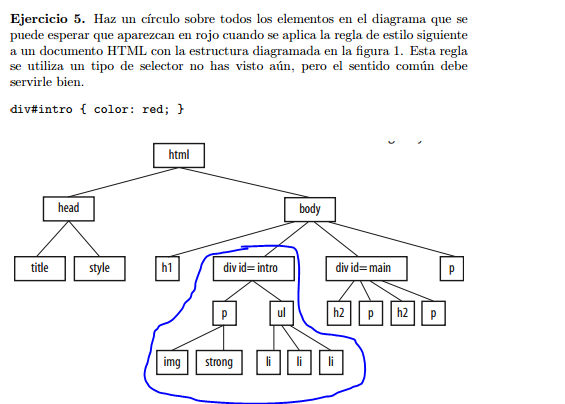 Ejercicio 5. Haz un círculo sobre todos los elementos en el diagrama que se
puede esperar que aparezcan en rojo cuando se aplica la regla de estilo siguiente
a un documento HTML con la estructura diagramada en la figura 1. Esta regla
se utiliza un tipo de selector no has visto aún, pero el sentido común debe
servirle bien.
div#intro { color: red; }
html
head body
title style h1 div id=intro div id=main p
p ul h2 p h2 p
img strong li li li